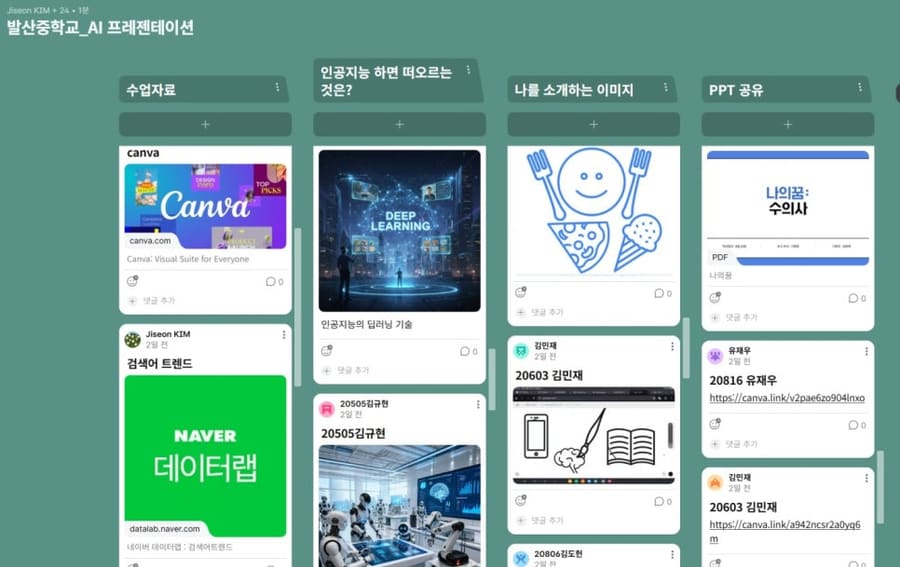 Jiseon KIM + 24 • 1분
발산중학교_AI 프레젠테이션
수업자료
canva
DESIGN
TOP
PICKS
Canva
canva.com
Canva: Visual Suite for Everyone
0
댓글 추가
Jiseon KIM
2일 전
검색어 트렌드
NAVER
데이터랩
datalab.naver.com
네이버 데이터랩 : 검색어트렌드
인공지능 하면 떠오르는
것은?
DEEP
LEARNING
인공지능의 딥러닝 기술
0
댓글 추가
20505김규현
2일 전
20505김규현
AI
나를 소개하는 이미지
0
댓글 추가
김민재
2일 전
20603 김민재
0
댓글 추가
20806김도헌
2일 전
PPT 공유
나의꿈:
수의사
PDF
나의꿈
0
댓글 추가
유재우
2일 전
20816 유재우
https://canva.link/v2pae6zo904lnxo
0
댓글 추가
김민재
2일 전
20603 김민재
https://canva.link/a942ncsr2a0yq6
m
0